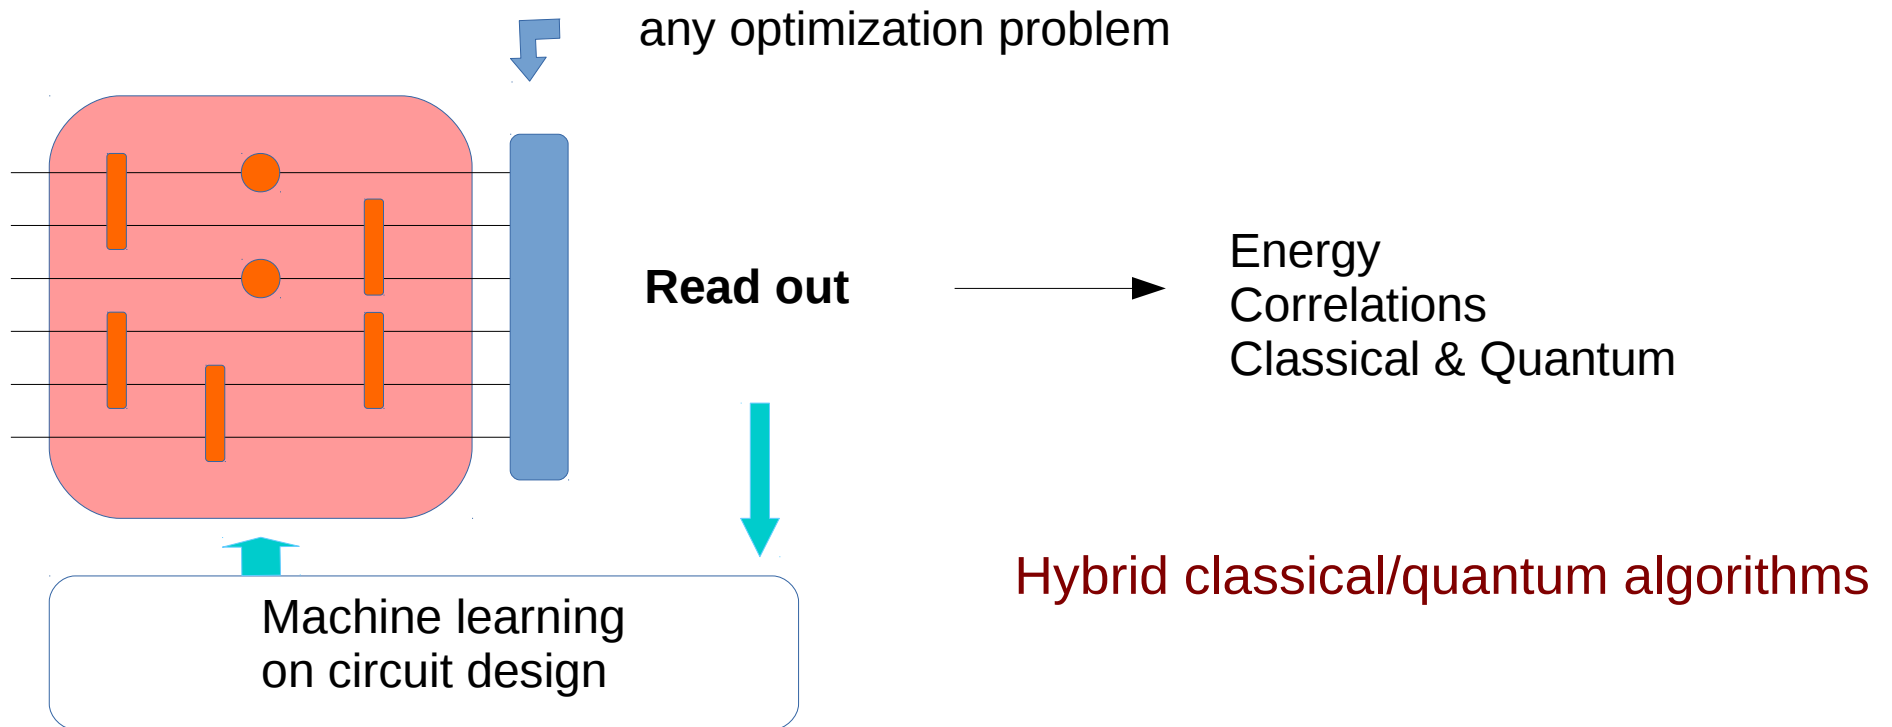 any optimization problem
Read out
Energy
Correlations
Classical & Quantum
Hybrid classical/quantum algorithms
Machine learning
on circuit design